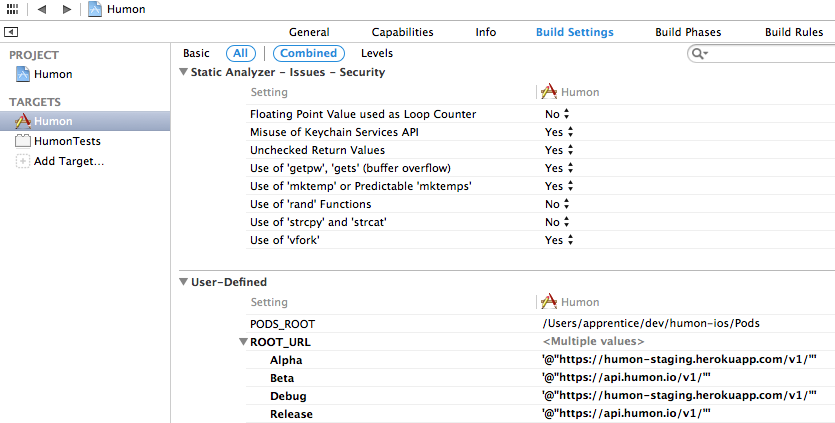 Humon
General Capabilities Info Build Settings Build Phases Build Rules
PROJECT
Humon
TARGETS
Humon
HumonTests
Add Target...
Basic All Combined Levels
Static Analyzer - Issues - Security
Setting Humon
Floating Point Value used as Loop Counter No
Misuse of Keychain Services API Yes
Unchecked Return Values Yes
Use of 'getpw', 'gets' (buffer overflow) Yes
Use of 'mktemp' or Predictable 'mktemps' Yes
Use of 'rand' Functions No
Use of 'strcpy' and 'strcat' No
Use of 'vfork' Yes
User-Defined
Setting Humon
PODS_ROOT /Users/apprentice/dev/humon-ios/Pods
ROOT_URL <Multiple values>
Alpha '@"https://humon-staging.herokuapp.com/v1/"'
Beta '@"https://api.humon.io/v1/"'
Debug '@"https://humon-staging.herokuapp.com/v1/"'
Release '@"https://api.humon.io/v1/"'